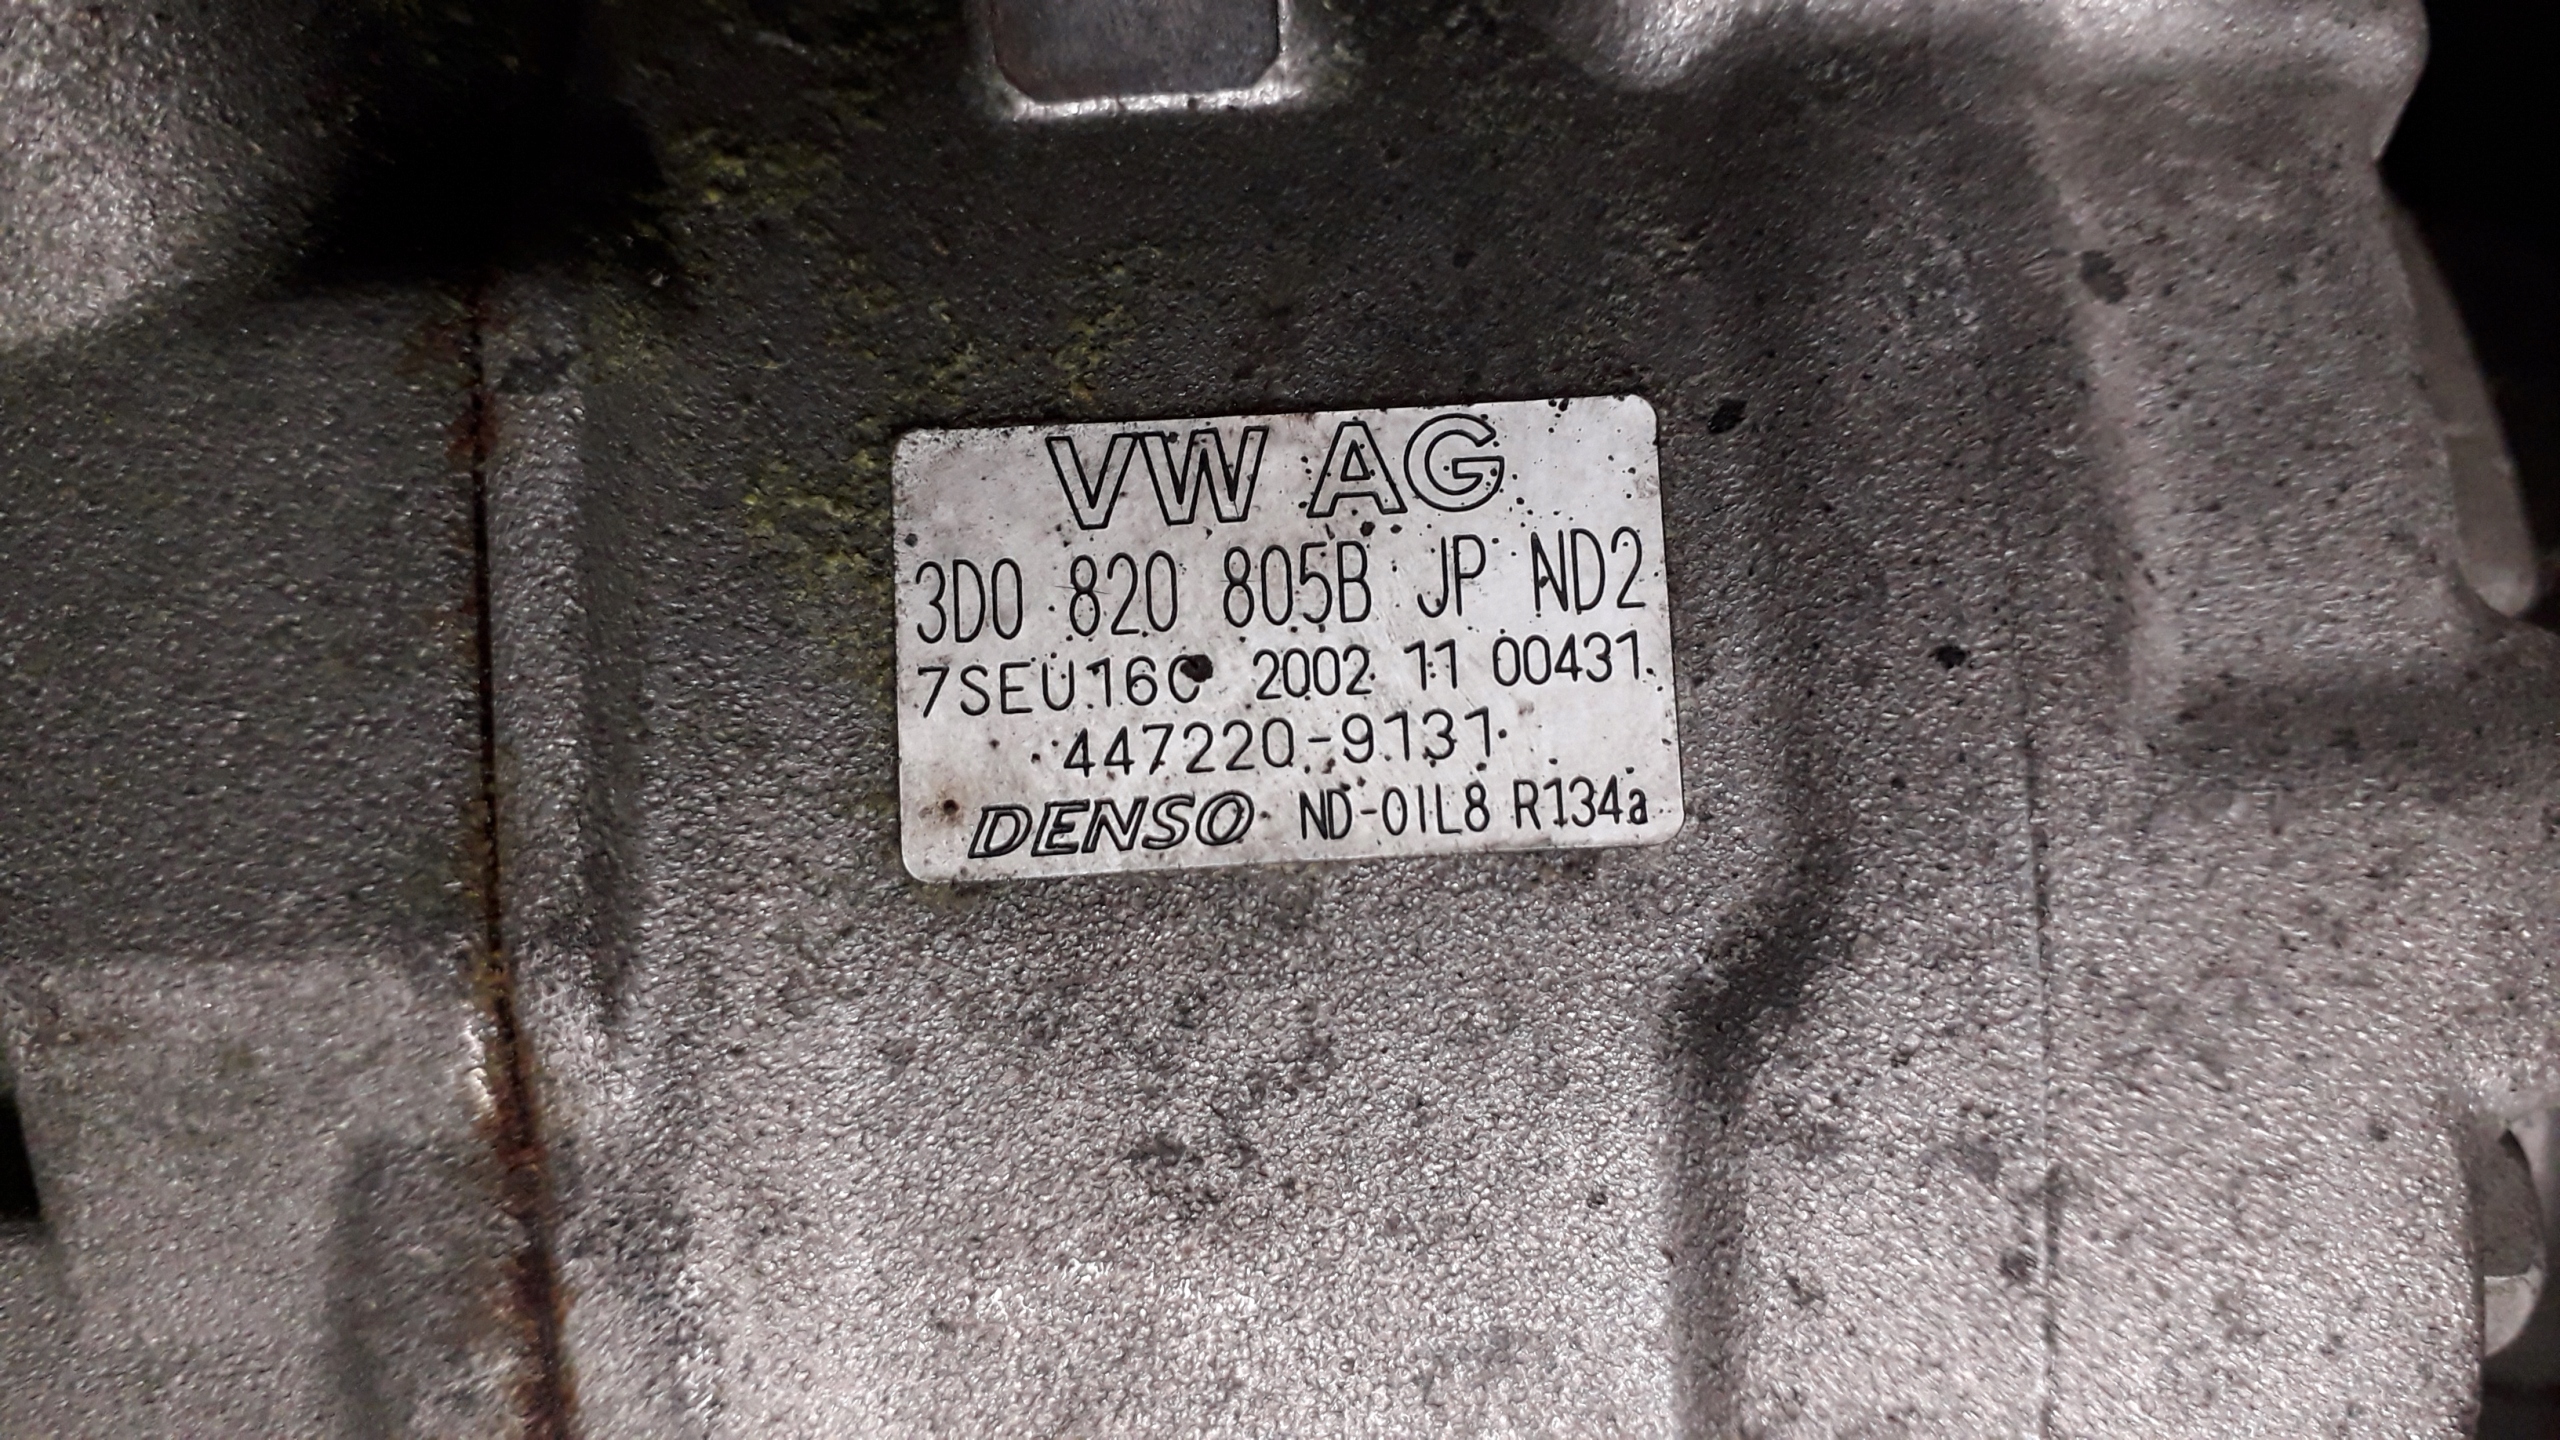 VW AG
3D0 820 805B JP ND2
7SEU16C 2002 11 00431
447220-9131
DENSO ND-OIL8 R134a